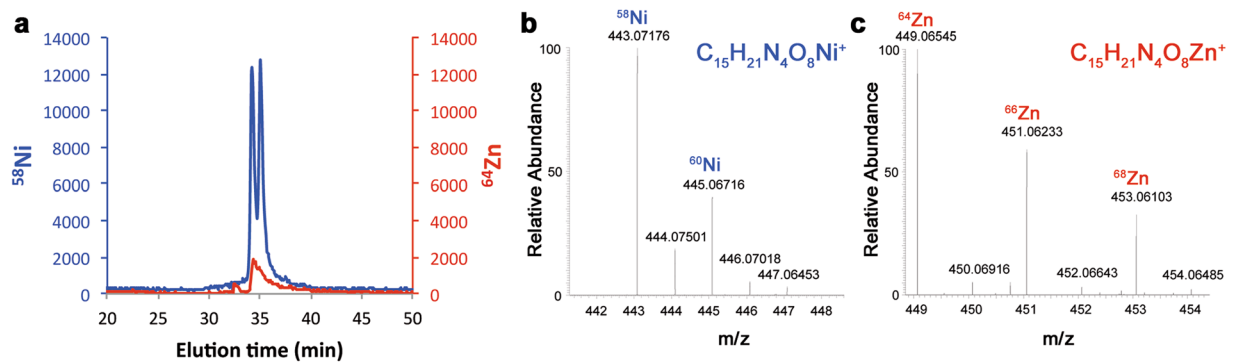 a
14000
12000
10000
8000
6000
4000
2000
0
⁵⁸Ni
14000
12000
10000
8000
6000
4000
2000
0
⁶⁴Zn
20 25 30 35 40 45 50
Elution time (min)
b
⁵⁸Ni
443.07176
C₁₅H₂₁N₄O₈Ni⁺
100
50
0
Relative Abundance
⁶⁰Ni
445.06716
444.07501
446.07018
447.06453
442 443 444 445 446 447 448
m/z
c
⁶⁴Zn
449.06545
C₁₅H₂₁N₄O₈Zn⁺
100
50
0
Relative Abundance
⁶⁶Zn
451.06233
⁶⁸Zn
453.06103
450.06916
452.06643
454.06485
449 450 451 452 453 454
m/z